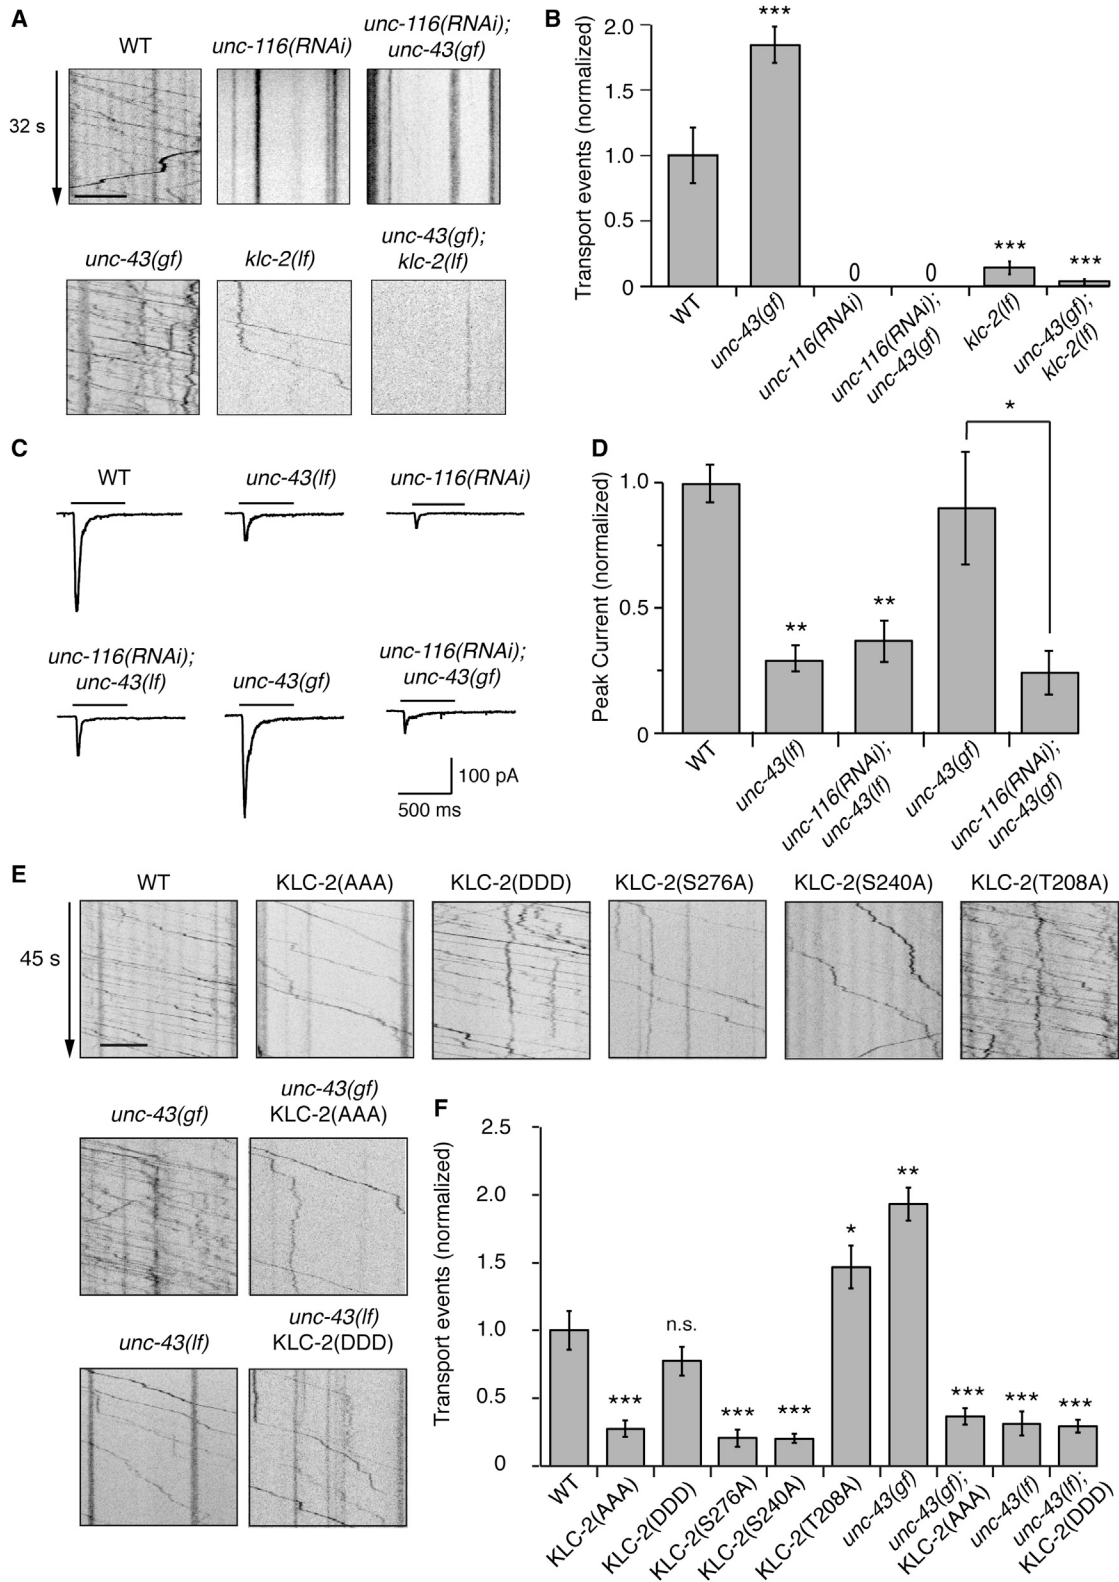 A
WT
unc-116(RNAi)
unc-116(RNAi);
unc-43(gf)
32 s
unc-43(gf)
klc-2(lf)
unc-43(gf);
klc-2(lf)
B
Transport events (normalized)
2.0
1.5
1.0
0.5
0
***
0
0
***
***
WT
unc-43(gf)
unc-116(RNAi)
unc-116(RNAi);
unc-43(gf)
klc-2(lf)
unc-43(gf);
klc-2(lf)
C
WT
unc-43(lf)
unc-116(RNAi)
unc-116(RNAi);
unc-43(lf)
unc-43(gf)
unc-116(RNAi);
unc-43(gf)
100 pA
500 ms
D
Peak Current (normalized)
1.0
0.5
0
**
**
*
WT
unc-43(lf)
unc-116(RNAi);
unc-43(lf)
unc-43(gf)
unc-116(RNAi);
unc-43(gf)
E
WT
KLC-2(AAA)
KLC-2(DDD)
KLC-2(S276A)
KLC-2(S240A)
KLC-2(T208A)
45 s
unc-43(gf)
unc-43(gf)
KLC-2(AAA)
unc-43(lf)
unc-43(lf)
KLC-2(DDD)
F
Transport events (normalized)
2.5
2.0
1.5
1.0
0.5
0
***
n.s.
***
***
*
**
***
***
***
WT
KLC-2(AAA)
KLC-2(DDD)
KLC-2(S276A)
KLC-2(S240A)
KLC-2(T208A)
unc-43(gf)
unc-43(gf);
KLC-2(AAA)
unc-43(lf)
unc-43(lf);
KLC-2(DDD)